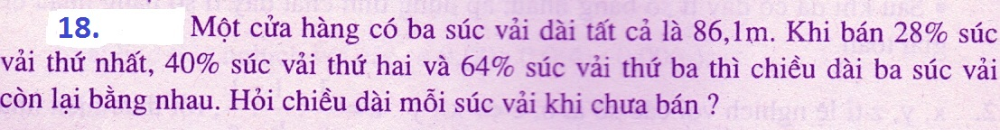 18. Một cửa hàng có ba súc vải dài tất cả là 86,1m. Khi bán 28% súc
vải thứ nhất, 40% súc vải thứ hai và 64% súc vải thứ ba thì chiều dài ba súc vải
còn lại bằng nhau. Hỏi chiều dài mỗi súc vải khi chưa bán ?